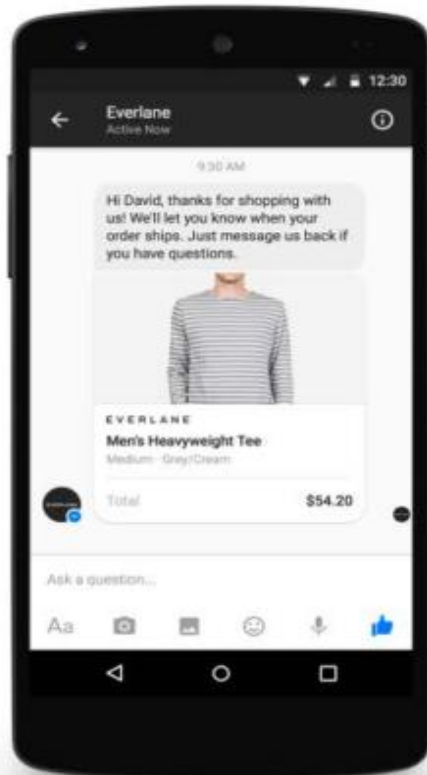 12:30
Everlane
Active Now
9:30 AM
Hi David, thanks for shopping with
us! We'll let you know when your
order ships. Just message us back if
you have questions.
EVERLANE
Men's Heavyweight Tee
Medium · Grey/Cream
Total $54.20
Ask a question...
Aa